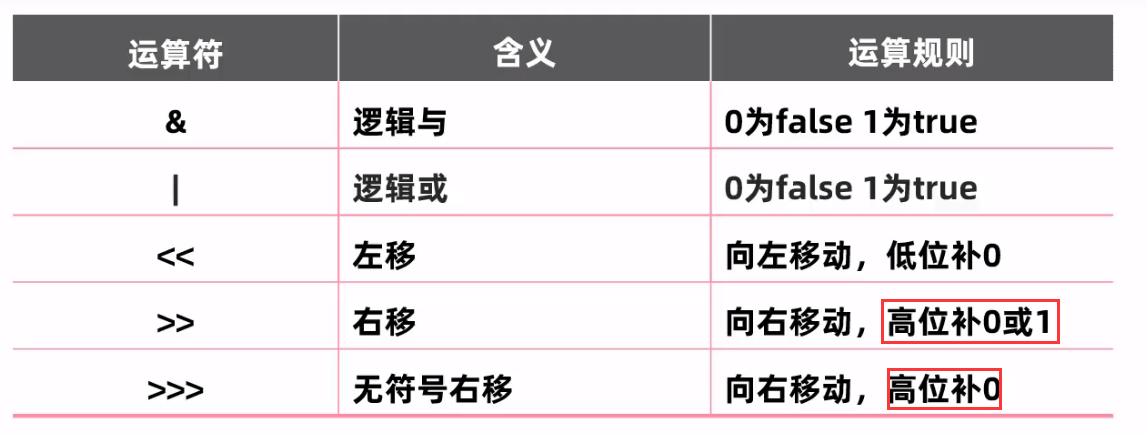 运算符 含义 运算规则
& 逻辑与 0为false 1为true
| 逻辑或 0为false 1为true
<< 左移 向左移动，低位补0
>> 右移 向右移动，高位补0或1
>>> 无符号右移 向右移动，高位补0